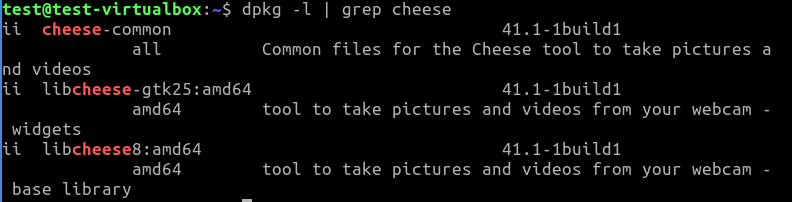 test@test-virtualbox:~$ dpkg -l | grep cheese
ii  cheese-common                                 41.1-1build1
             all          Common files for the Cheese tool to take pictures a
nd videos
ii  libcheese-gtk25:amd64                         41.1-1build1
             amd64        tool to take pictures and videos from your webcam -
 widgets
ii  libcheese8:amd64                              41.1-1build1
             amd64        tool to take pictures and videos from your webcam -
 base library